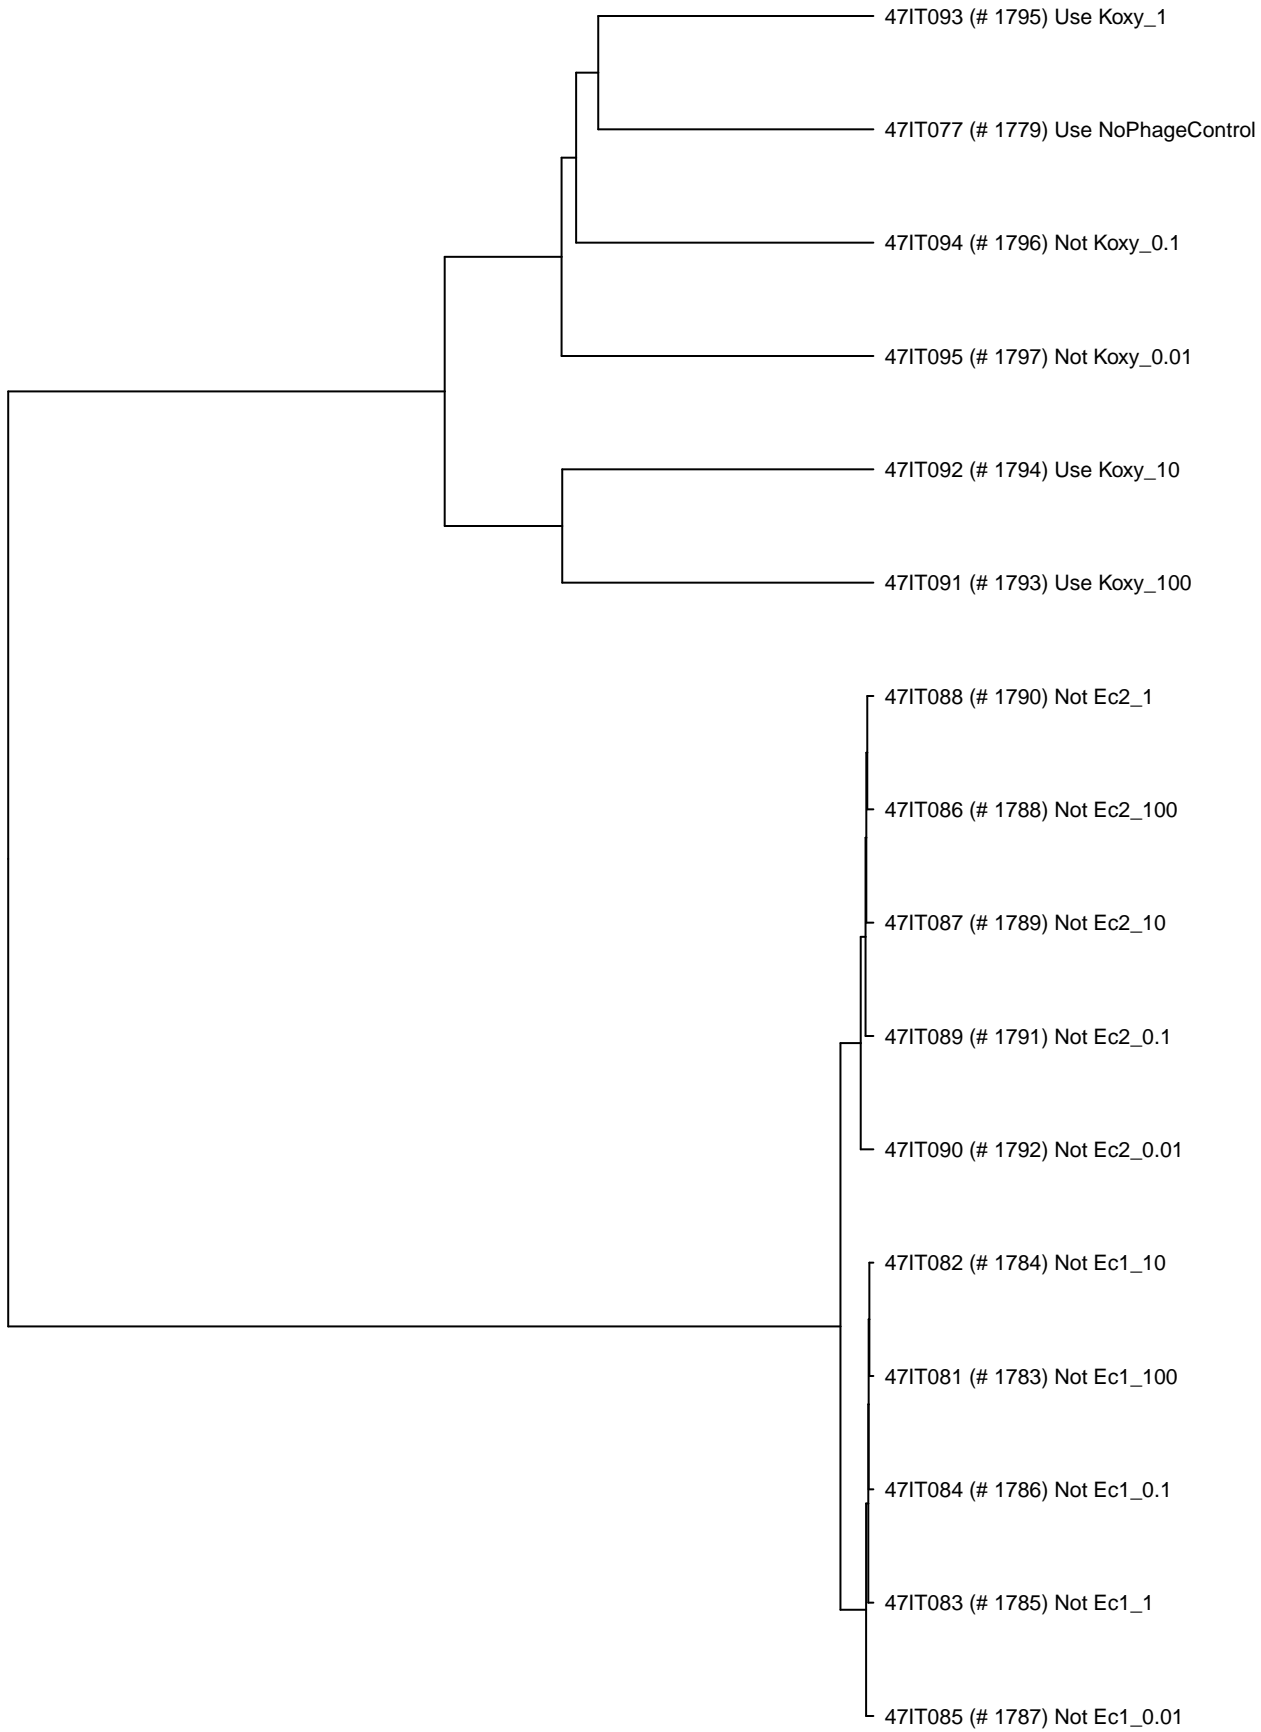 47IT093 (# 1795) Use Koxy_1
47IT077 (# 1779) Use NoPhageControl
47IT094 (# 1796) Not Koxy_0.1
47IT095 (# 1797) Not Koxy_0.01
47IT092 (# 1794) Use Koxy_10
47IT091 (# 1793) Use Koxy_100
47IT088 (# 1790) Not Ec2_1
47IT086 (# 1788) Not Ec2_100
47IT087 (# 1789) Not Ec2_10
47IT089 (# 1791) Not Ec2_0.1
47IT090 (# 1792) Not Ec2_0.01
47IT082 (# 1784) Not Ec1_10
47IT081 (# 1783) Not Ec1_100
47IT084 (# 1786) Not Ec1_0.1
47IT083 (# 1785) Not Ec1_1
47IT085 (# 1787) Not Ec1_0.01